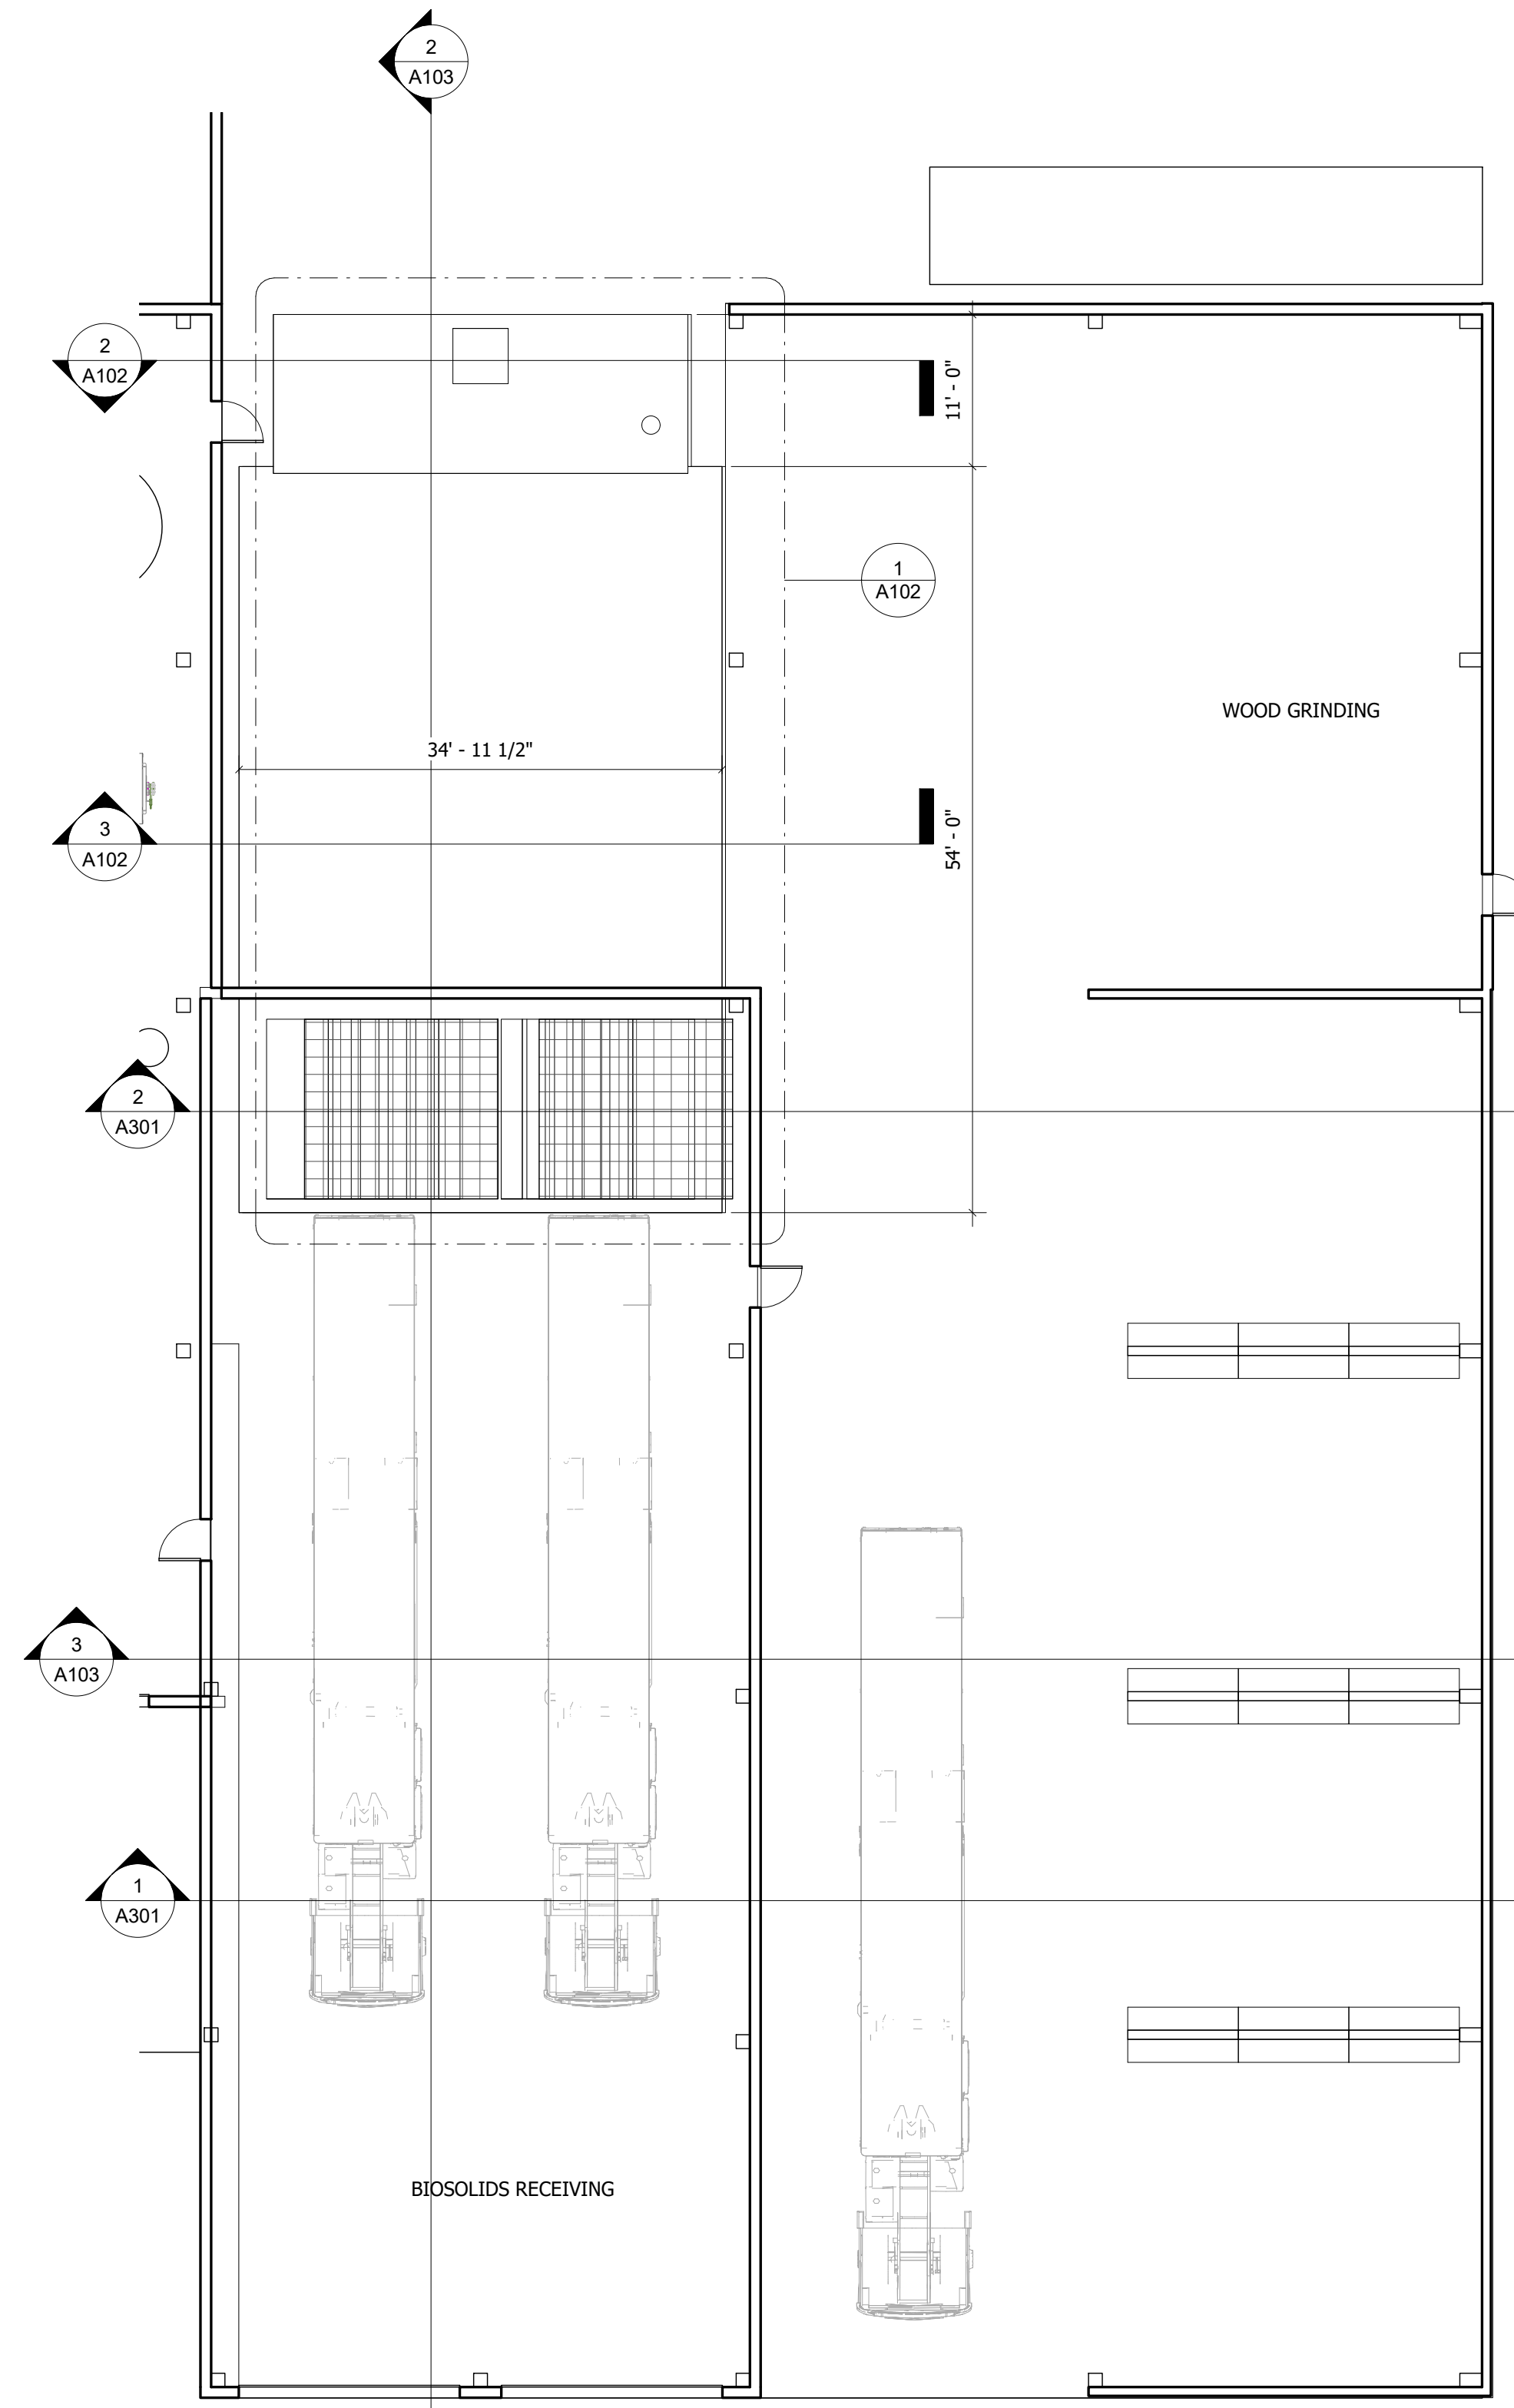 2
A103
2
A102
11' - 0"
1
A102
WOOD GRINDING
34' - 11 1/2"
3
A102
54' - 0"
2
A301
3
A103
1
A301
BIOSOLIDS RECEIVING